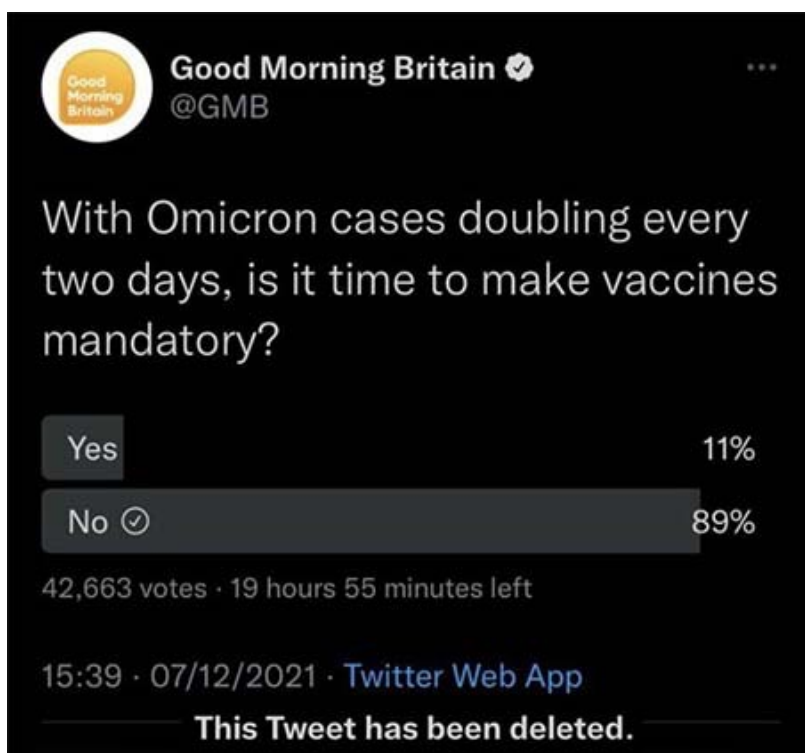 Good Morning Britain
@GMB
Good
Morning
Britain
With Omicron cases doubling every
two days, is it time to make vaccines
mandatory?
Yes 11%
No 89%
42,663 votes · 19 hours 55 minutes left
15:39 · 07/12/2021 · Twitter Web App
This Tweet has been deleted.